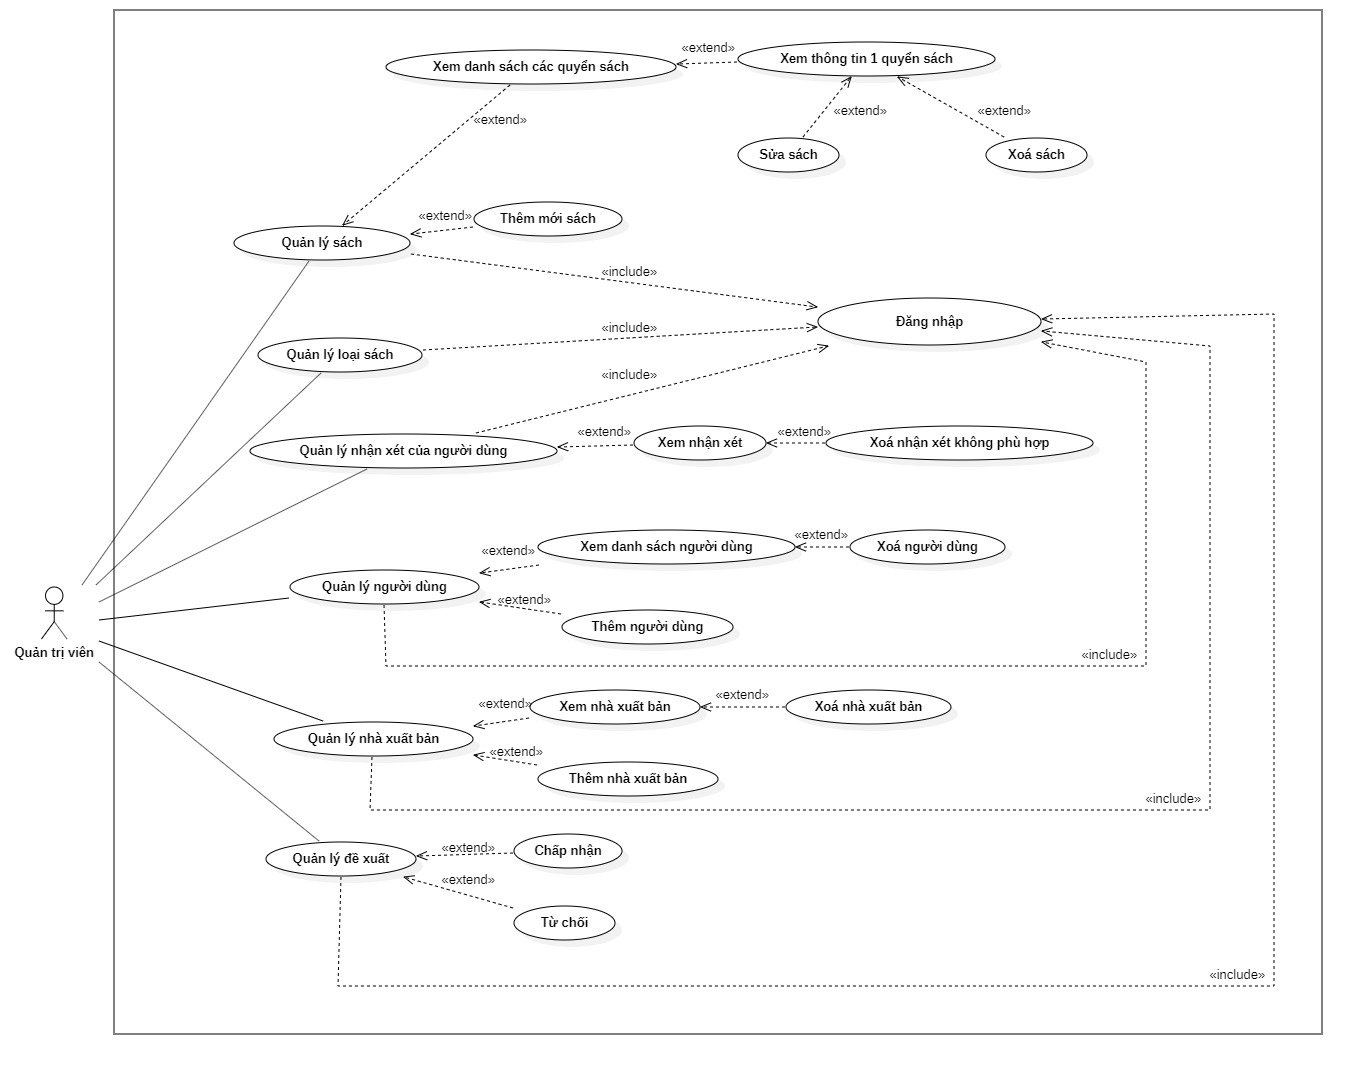 Xem danh sách các quyển sách
«extend»
Xem thông tin 1 quyển sách
«extend»
«extend»
«extend»
Sửa sách
Xoá sách
«extend»
Thêm mới sách
Quản lý sách
«include»
Đăng nhập
«include»
Quản lý loại sách
«include»
«extend»
Xem nhận xét
«extend»
Xoá nhận xét không phù hợp
Quản lý nhận xét của người dùng
«extend»
Xem danh sách người dùng
«extend»
Xoá người dùng
Quản lý người dùng
«extend»
Thêm người dùng
Quản trị viên
«include»
«extend»
Xem nhà xuất bản
«extend»
Xoá nhà xuất bản
Quản lý nhà xuất bản
«extend»
Thêm nhà xuất bản
«include»
«extend»
Chấp nhận
Quản lý đề xuất
«extend»
Từ chối
«include»